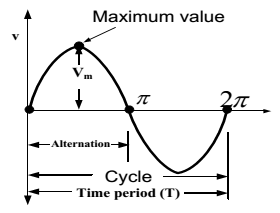 Maximum value
v
Vm
π
2π
Alternation
Cycle
Time period (T)